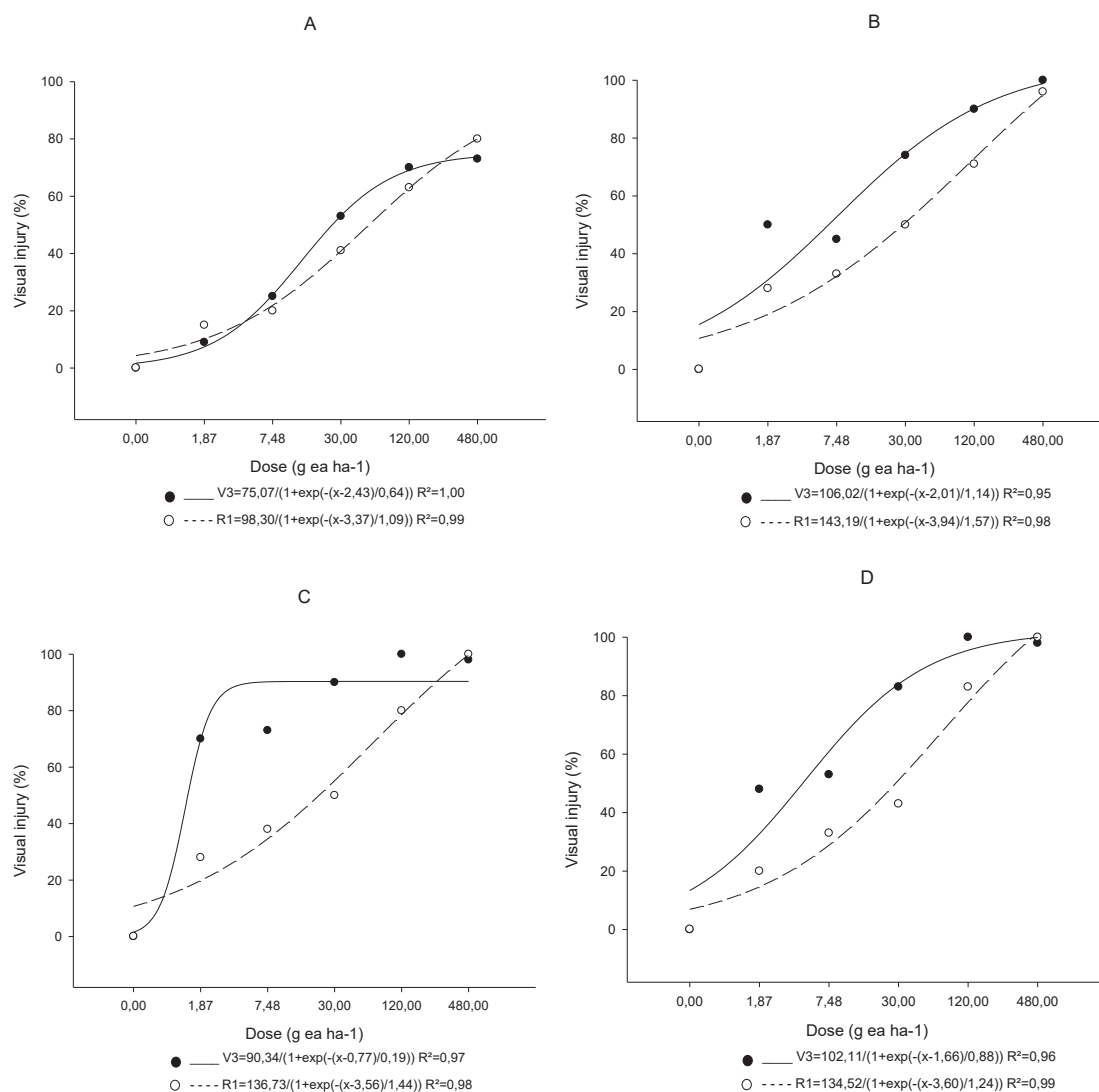 A
Visual injury (%)
100
80
60
40
20
0
0,00 1,87 7,48 30,00 120,00 480,00
Dose (g ea ha-1)
____ V3=75,07/(1+exp(-(x-2,43)/0,64)) R²=1,00
---- R1=98,30/(1+exp(-(x-3,37)/1,09)) R²=0,99
B
Visual injury (%)
100
80
60
40
20
0
0,00 1,87 7,48 30,00 120,00 480,00
Dose (g ea ha-1)
____ V3=106,02/(1+exp(-(x-2,01)/1,14)) R²=0,95
---- R1=143,19/(1+exp(-(x-3,94)/1,57)) R²=0,98
C
Visual injury (%)
100
80
60
40
20
0
0,00 1,87 7,48 30,00 120,00 480,00
Dose (g ea ha-1)
____ V3=90,34/(1+exp(-(x-0,77)/0,19)) R²=0,97
---- R1=136,73/(1+exp(-(x-3,56)/1,44)) R²=0,98
D
Visual injury (%)
100
80
60
40
20
0
0,00 1,87 7,48 30,00 120,00 480,00
Dose (g ea ha-1)
____ V3=102,11/(1+exp(-(x-1,66)/0,88)) R²=0,96
---- R1=134,52/(1+exp(-(x-3,60)/1,24)) R²=0,99